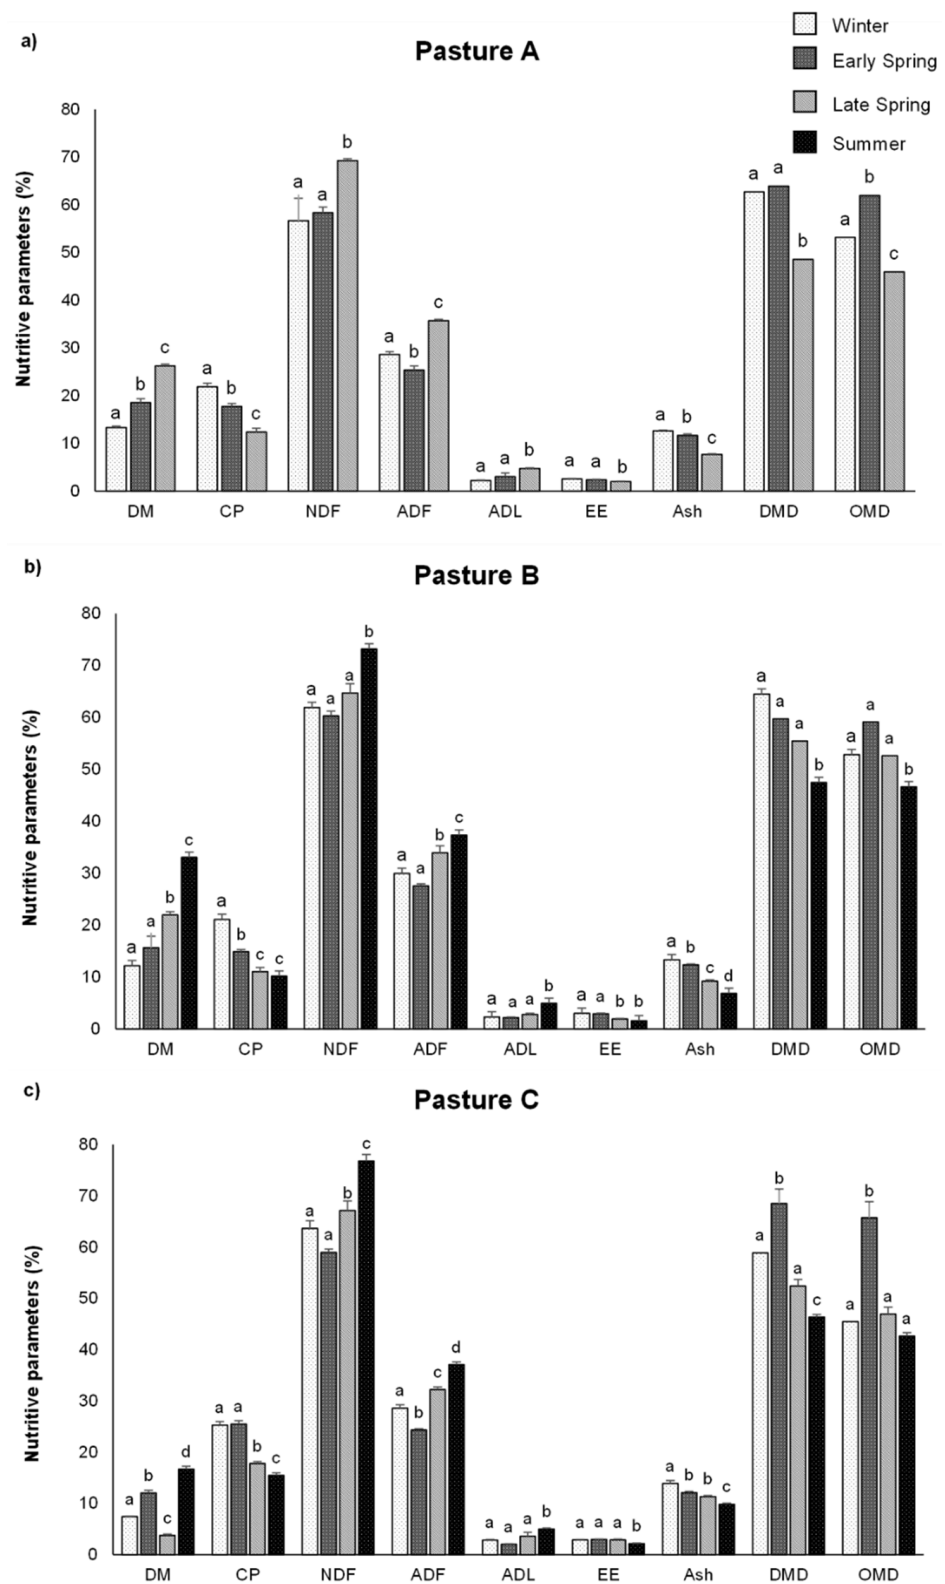 a)
Pasture A
Winter
Early Spring
Late Spring
Summer
Nutritive parameters (%)
80
70
60
50
40
30
20
10
0
a b c
a b c
a a b
a b c
a a b
a a b
a b c
a a b
a b c
DM CP NDF ADF ADL EE Ash DMD OMD
b)
Pasture B
Nutritive parameters (%)
80
70
60
50
40
30
20
10
0
a a b c
a b c c
a a a b
a a b c
a a a b
a a b b
a b c d
a a a b
a a a b
DM CP NDF ADF ADL EE Ash DMD OMD
c)
Pasture C
Nutritive parameters (%)
80
70
60
50
40
30
20
10
0
a b c d
a a b c
a a b c
a b c d
a a a b
a a a b
a b b c
a b a c
a b a a
DM CP NDF ADF ADL EE Ash DMD OMD